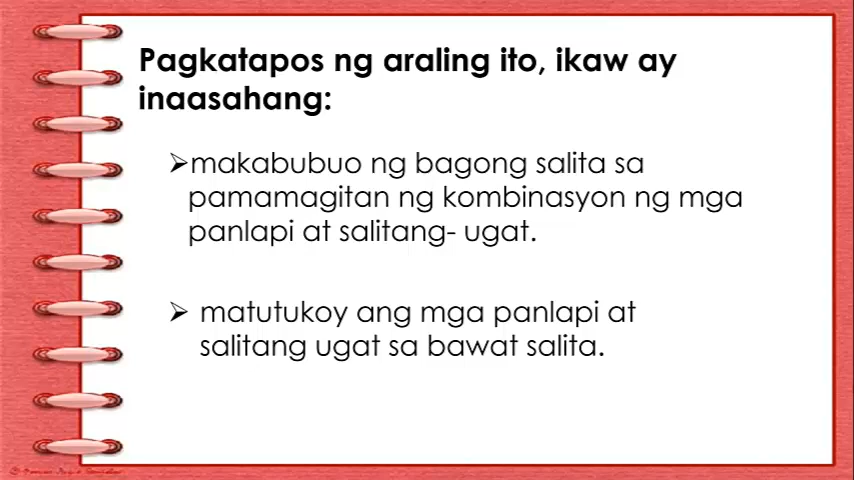 Pagkatapos ng araling ito, ikaw ay
inaasahang:
➢makabubuo ng bagong salita sa
pamamagitan ng kombinasyon ng mga
panlapi at salitang- ugat.
➢ matutukoy ang mga panlapi at
salitang ugat sa bawat salita.